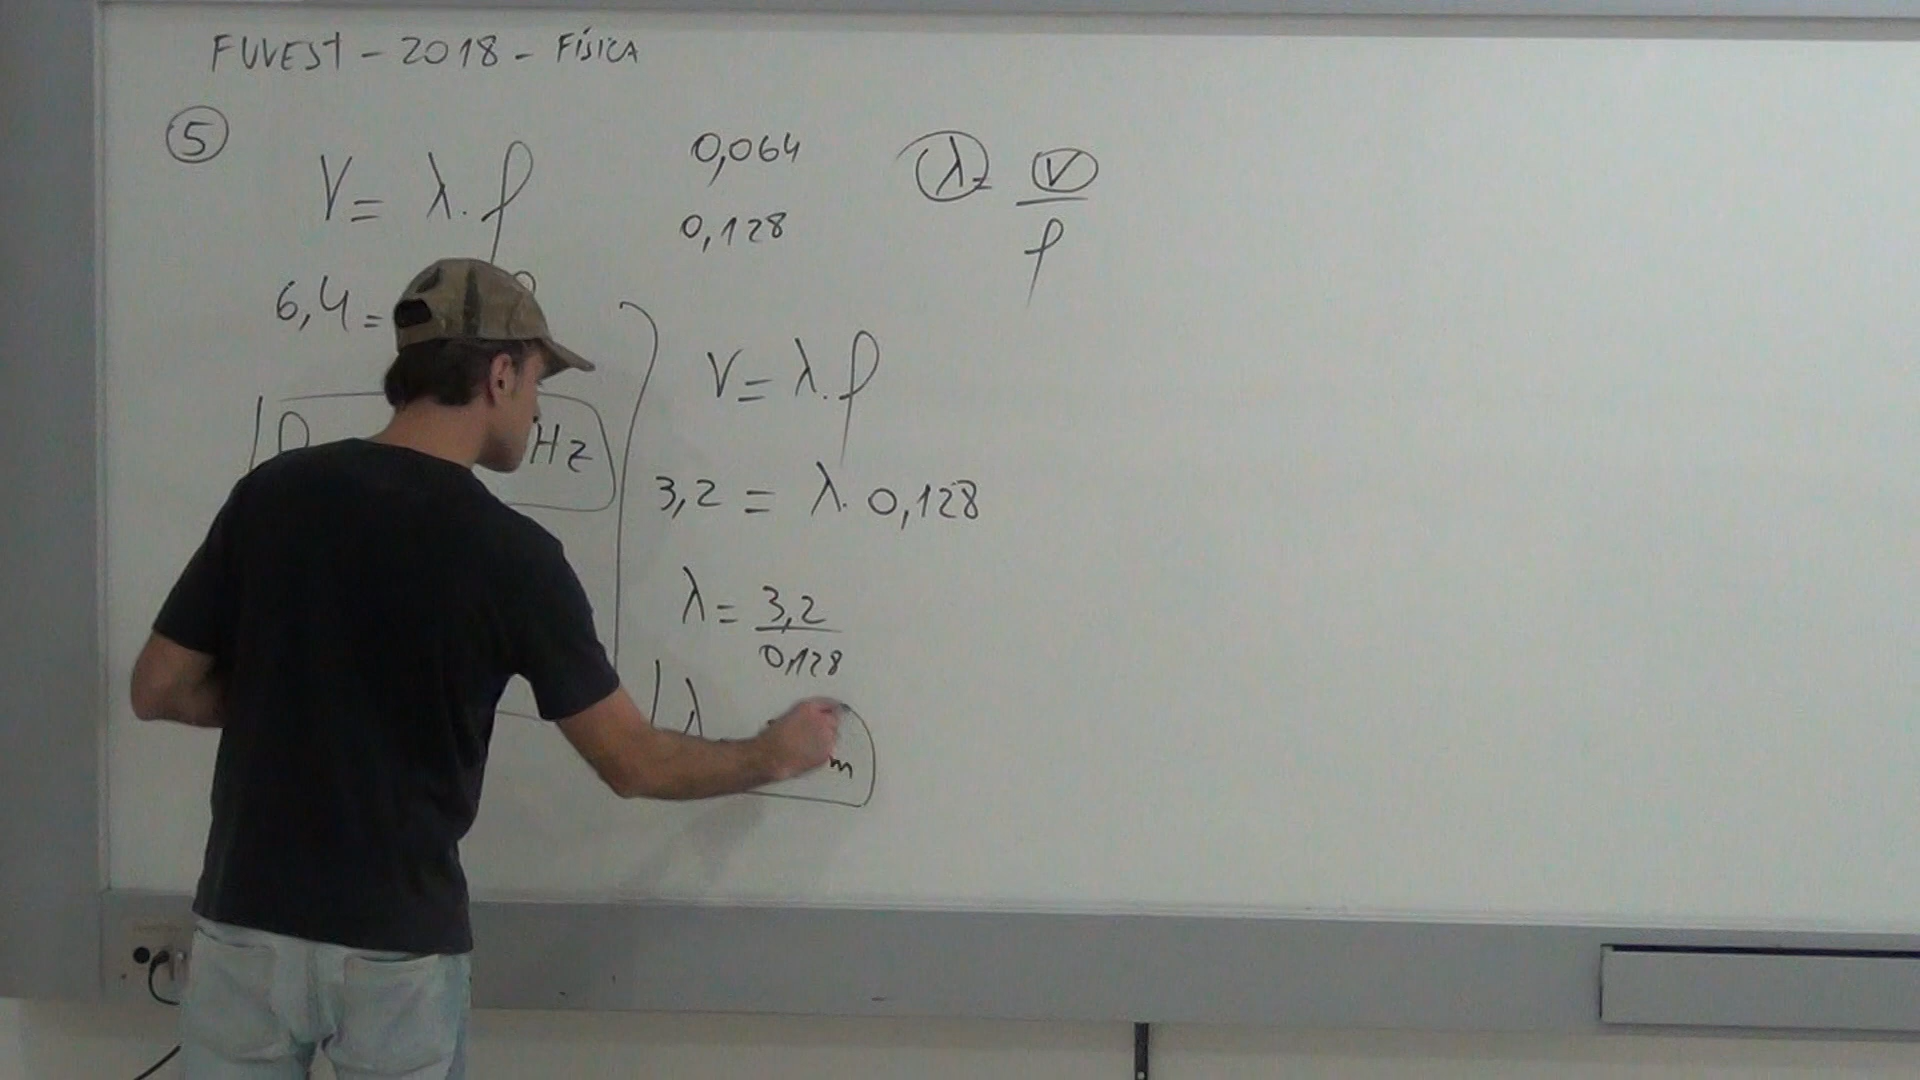 FUVEST - 2018 - FÍSICA
5
V = λ . f
6,4 =
Hz
0,064
0,128
λ = V
f
V = λ . f
3,2 = λ . 0,128
λ = 3,2
0,128
λ
m